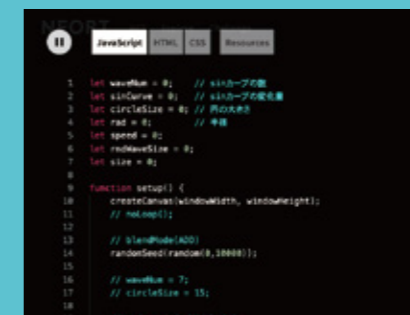 NEORT
JavaScript HTML CSS Resources
1 let waveNum = 0; // sinカーブの数
2 let sinCurve = 0; // sinカーブの変化量
3 let circleSize = 0; // 円の大きさ
4 let rad = 0; // 半径
5 let speed = 0;
6 let rndWaveSize = 0;
7 let size = 0;
8
9 function setup() {
10 createCanvas(windowWidth, windowHeight);
11 // noLoop();
12
13 // blendMode(ADD)
14 randomSeed(random(0,10000));
15
16 // waveNum = 7;
17 // circleSize = 15;
18